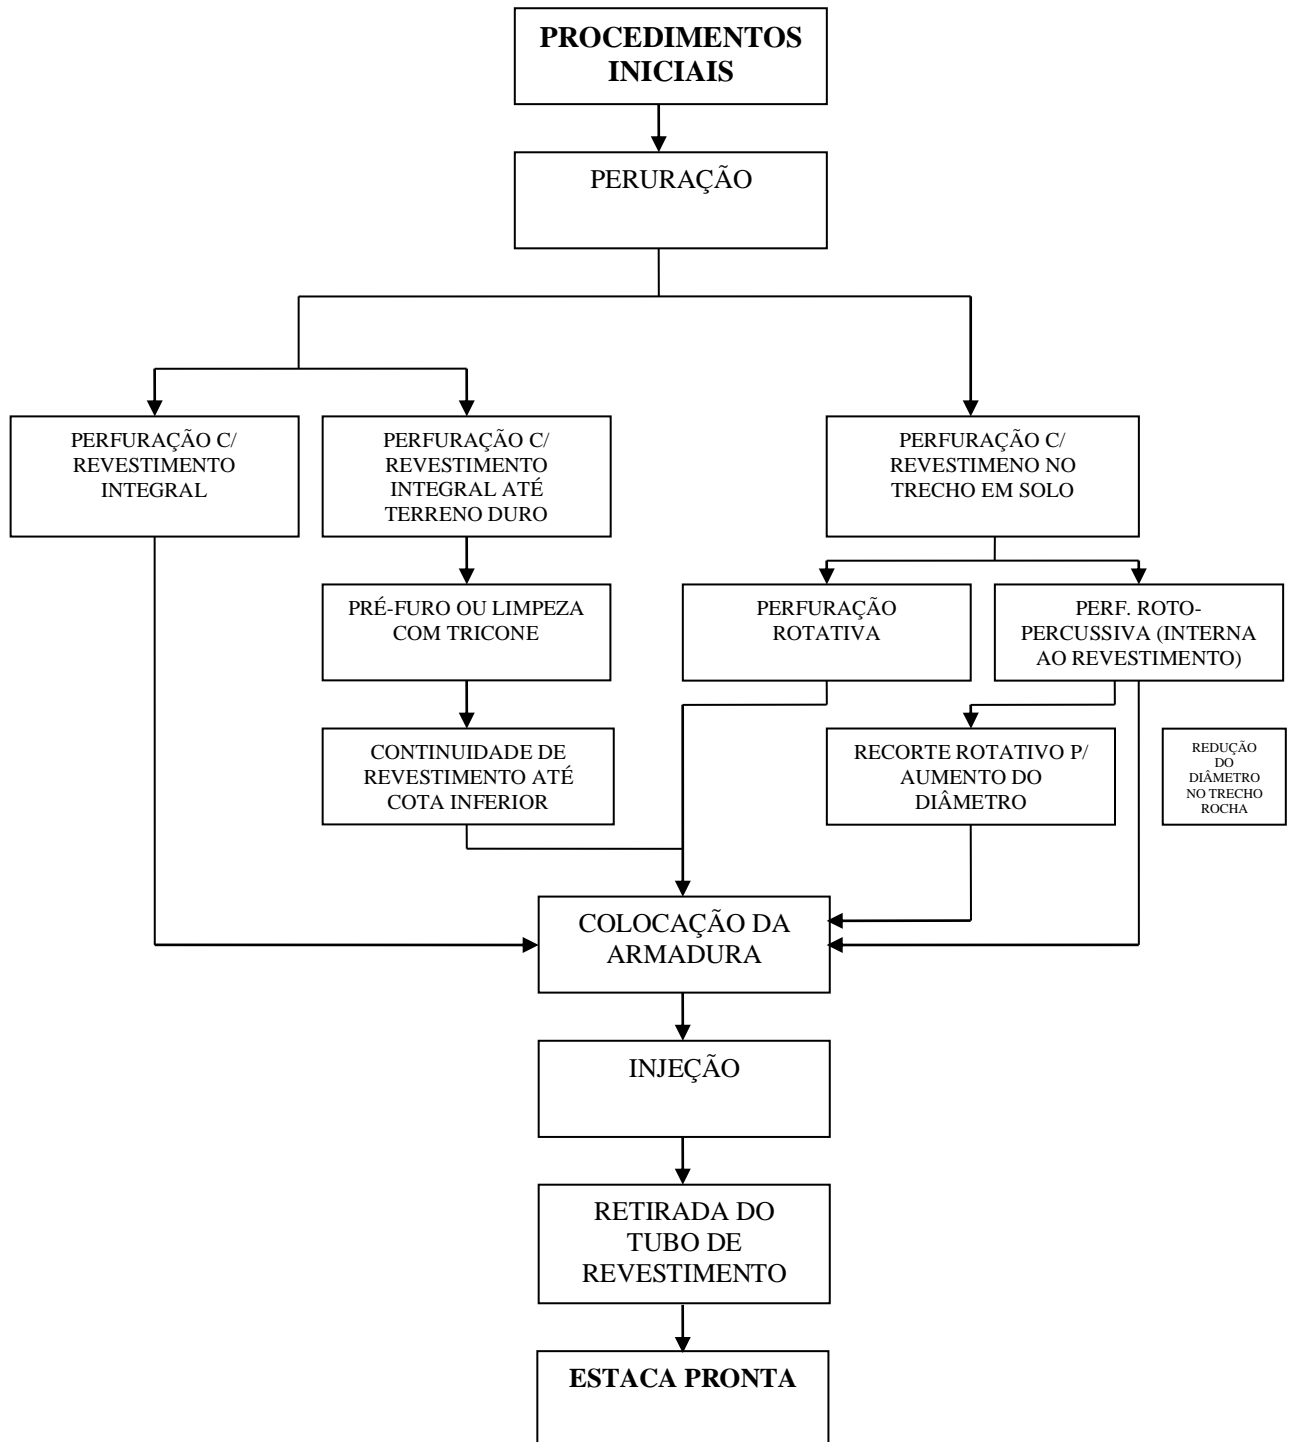 PROCEDIMENTOS
INICIAIS
PERURAÇÃO
PERFURAÇÃO C/
REVESTIMENTO
INTEGRAL
PERFURAÇÃO C/
REVESTIMENTO
INTEGRAL ATÉ
TERRENO DURO
PERFURAÇÃO C/
REVESTIMENO NO
TRECHO EM SOLO
PRÉ-FURO OU LIMPEZA
COM TRICONE
PERFURAÇÃO
ROTATIVA
PERF. ROTO-
PERCUSSIVA (INTERNA
AO REVESTIMENTO)
CONTINUIDADE DE
REVESTIMENTO ATÉ
COTA INFERIOR
RECORTE ROTATIVO P/
AUMENTO DO
DIÂMETRO
REDUÇÃO
DO
DIÂMETRO
NO TRECHO
ROCHA
COLOCAÇÃO DA
ARMADURA
INJEÇÃO
RETIRADA DO
TUBO DE
REVESTIMENTO
ESTACA PRONTA